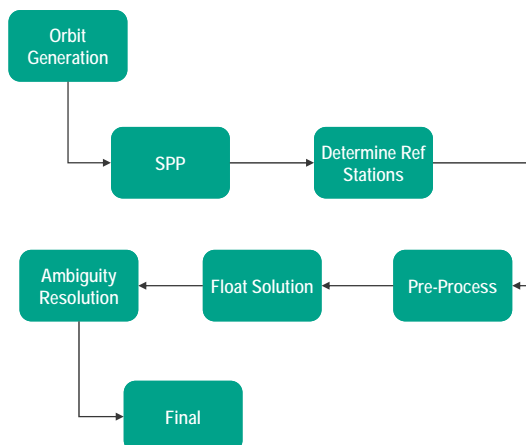 Orbit
Generation
SPP
Determine Ref
Stations
Pre-Process
Float Solution
Ambiguity
Resolution
Final